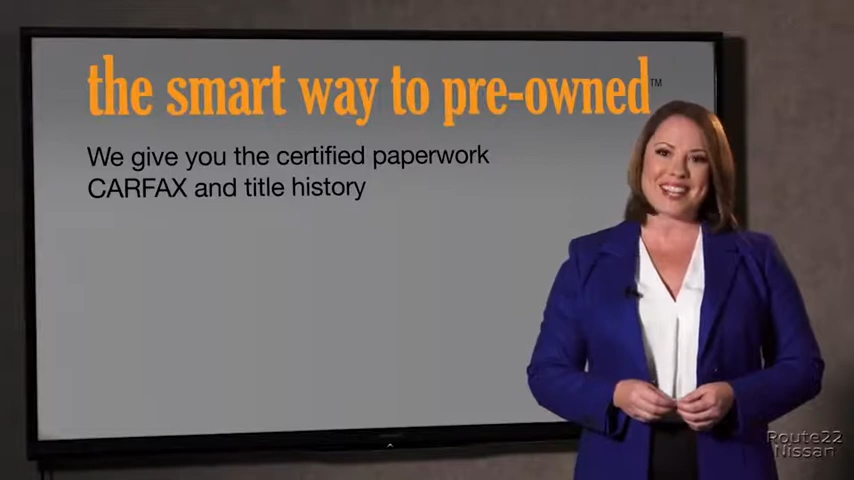 the smart way to pre-owned™
We give you the certified paperwork
CARFAX and title history
Route22
Nissan